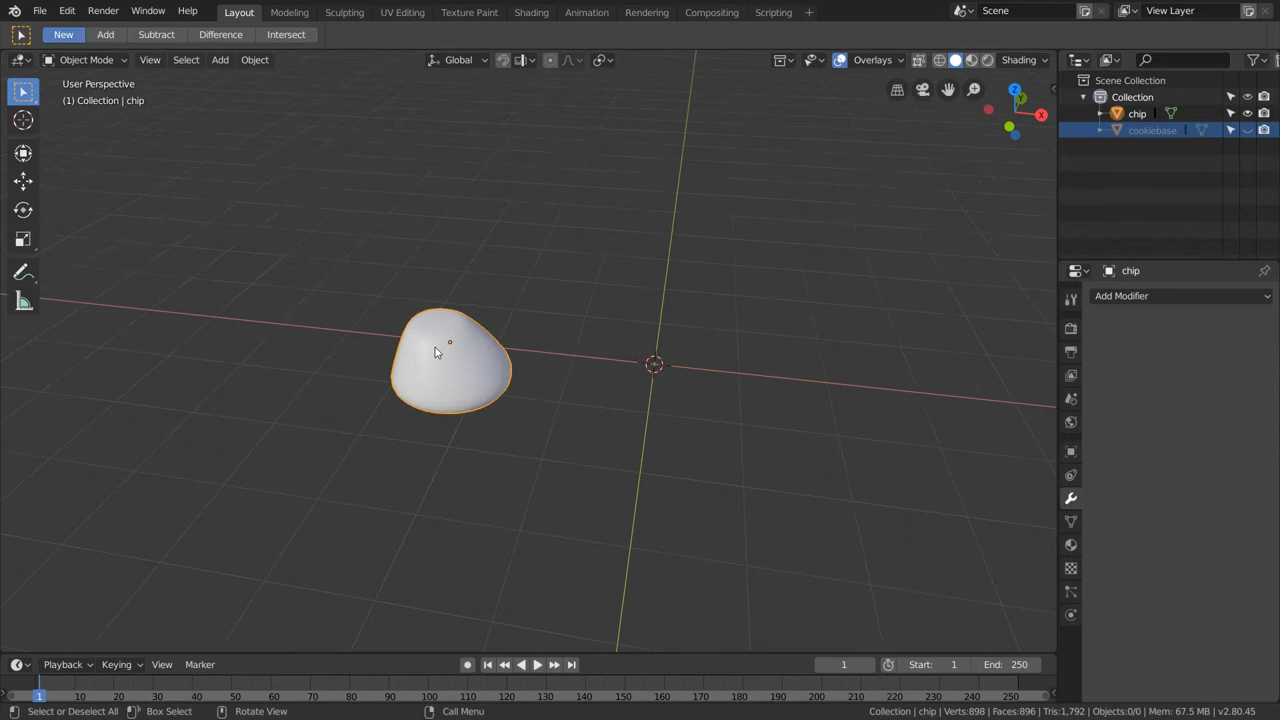 File Edit Render Window Help Layout Modeling Sculpting UV Editing Texture Paint Shading Animation Rendering Compositing Scripting + Scene View Layer
New Add Subtract Difference Intersect
Object Mode View Select Add Object Global Overlays Shading
User Perspective
(1) Collection | chip
Z
Y
X
Scene Collection
Collection
chip
cookiebase
chip
Add Modifier
Playback Keying View Marker 1 Start: 1 End: 250
1 10 20 30 40 50 60 70 80 90 100 110 120 130 140 150 160 170 180 190 200 210 220 230 240 250
Select or Deselect All Box Select Rotate View Call Menu Collection | chip | Verts:898 | Faces:896 | Tris:1,792 | Objects:0/0 | Mem: 67.5 MB | v2.80.45